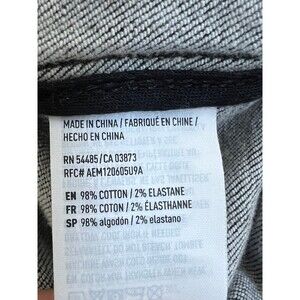 MADE IN CHINA / FABRIQUÉ EN CHINE /
HECHO EN CHINA
RN 54485/CA 03873
RFC# AEM120605U9A
EN 98% COTTON / 2% ELASTANE
FR 98% COTON / 2% ÉLASTHANNE
SP 98% algodón / 2% elastano